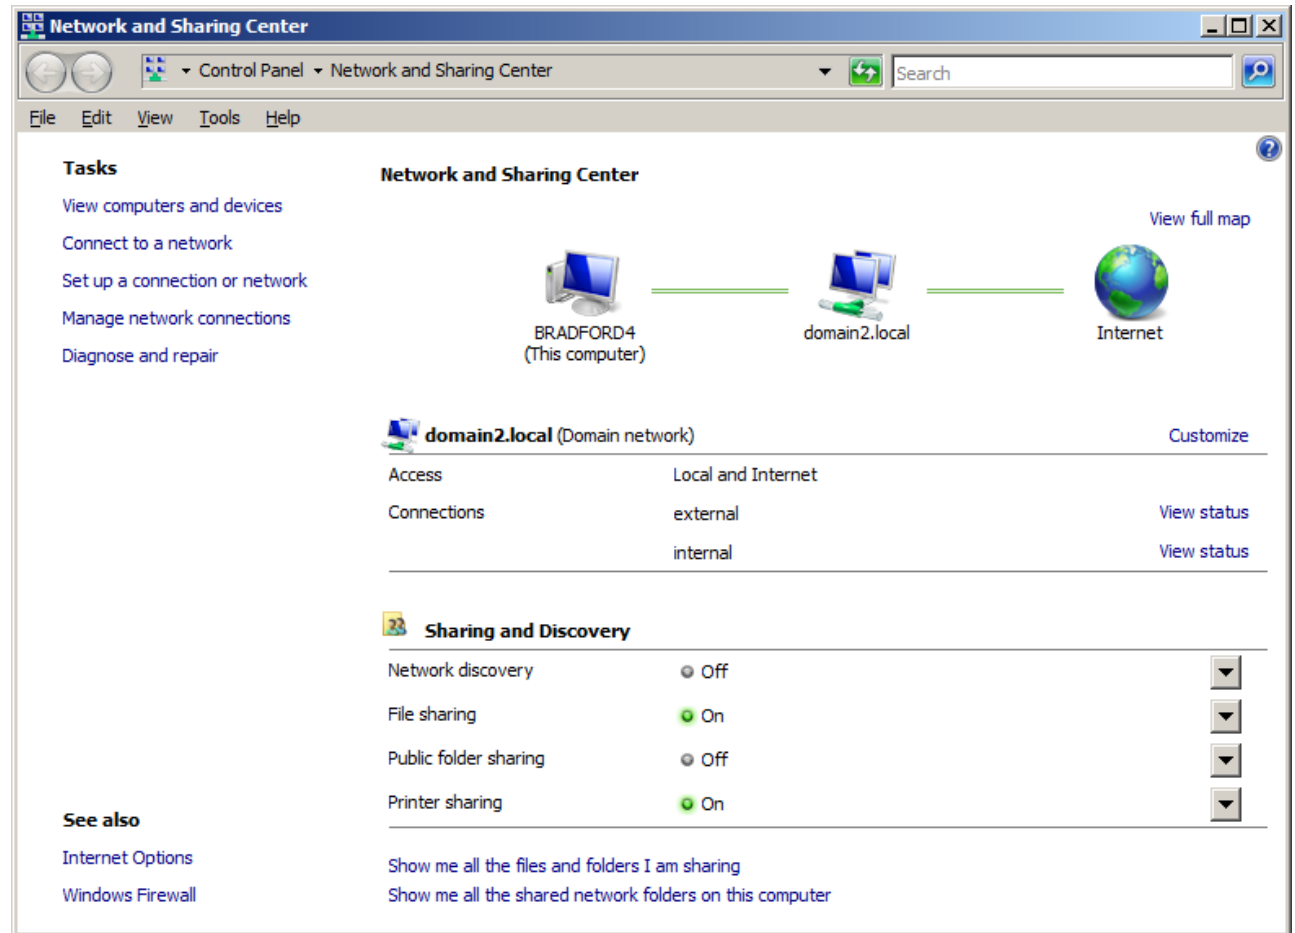 Network and Sharing Center
Control Panel Network and Sharing Center Search
File Edit View Tools Help
Tasks
View computers and devices
Connect to a network
Set up a connection or network
Manage network connections
Diagnose and repair
See also
Internet Options
Windows Firewall
Network and Sharing Center
View full map
BRADFORD4
(This computer)
domain2.local
Internet
domain2.local (Domain network) Customize
Access Local and Internet
Connections external View status
internal View status
Sharing and Discovery
Network discovery Off
File sharing On
Public folder sharing Off
Printer sharing On
Show me all the files and folders I am sharing
Show me all the shared network folders on this computer